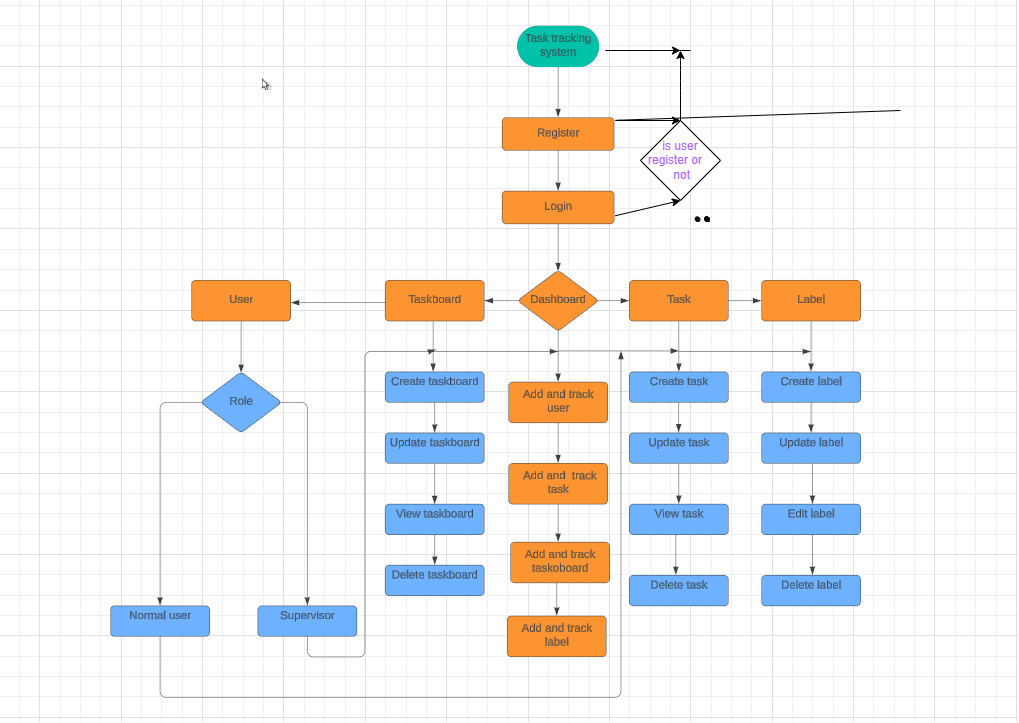 Task tracking
system
Register
is user
register or
not
Login
User
Taskboard
Dashboard
Task
Label
Role
Create taskboard
Add and track
user
Create task
Create label
Update taskboard
Update task
Update label
Add and track
task
View taskboard
View task
Edit label
Add and track
taskoboard
Delete taskboard
Delete task
Delete label
Normal user
Supervisor
Add and track
label